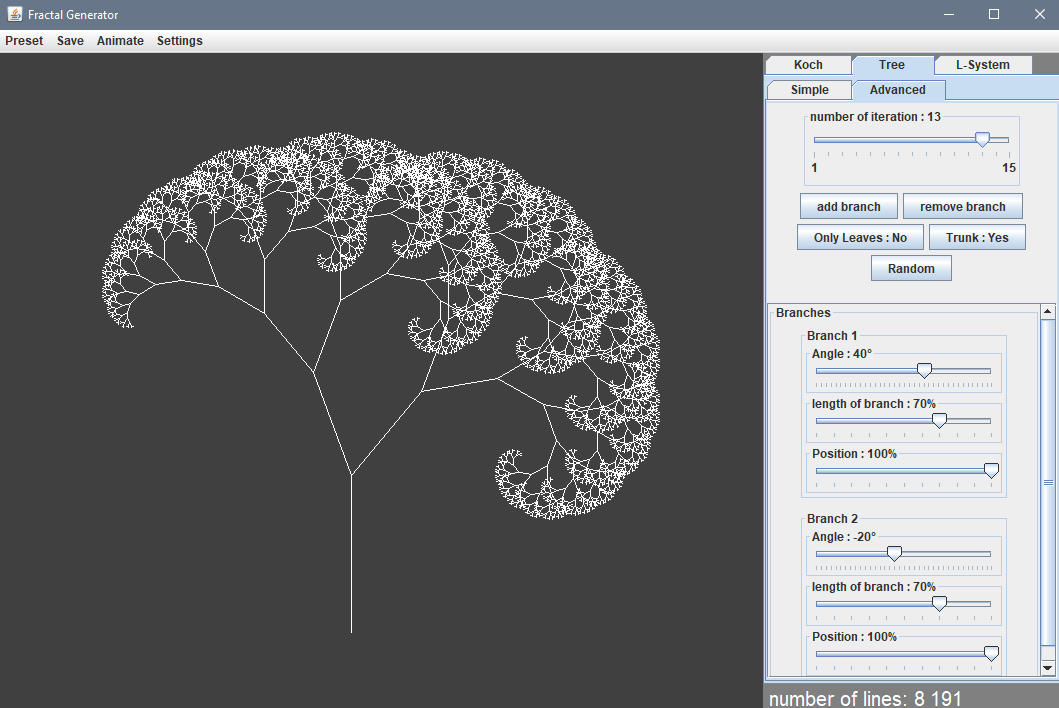 Fractal Generator
Preset Save Animate Settings
Koch Tree L-System
Simple Advanced
number of iteration : 13
1 15
add branch remove branch
Only Leaves : No Trunk : Yes
Random
Branches
Branch 1
Angle : 40°
length of branch : 70%
Position : 100%
Branch 2
Angle : -20°
length of branch : 70%
Position : 100%
number of lines: 8 191